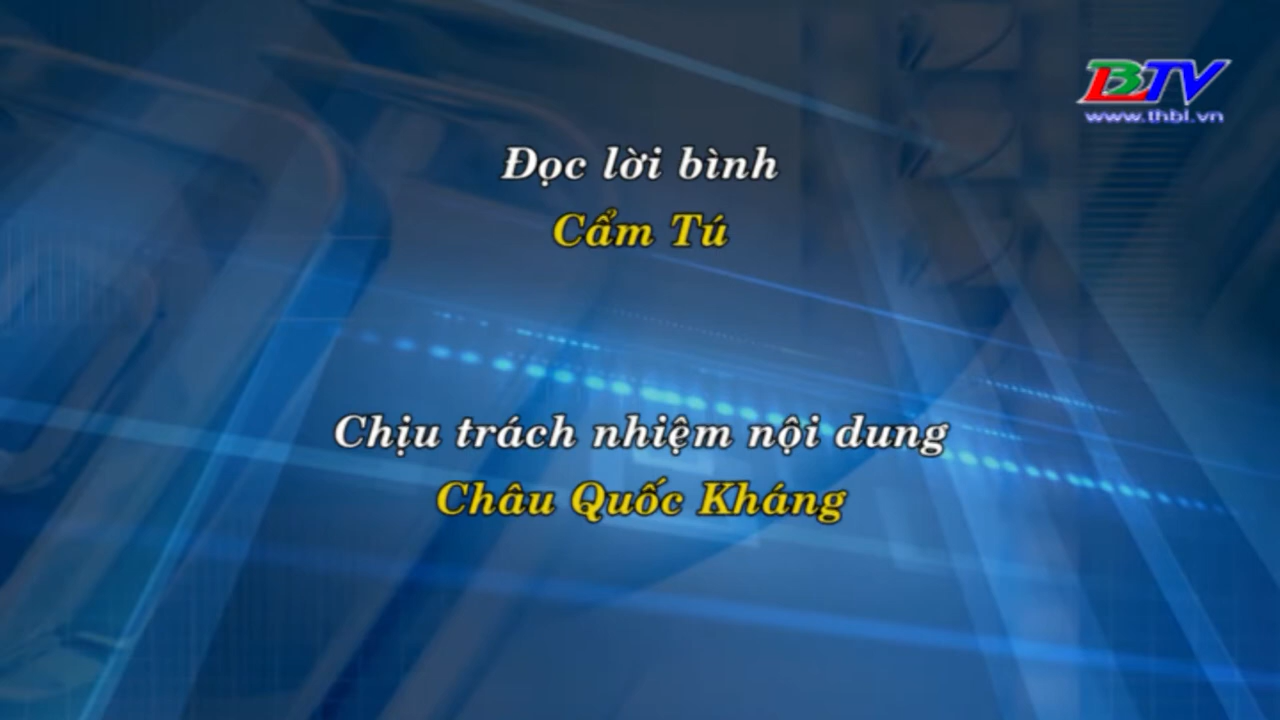 BTV
www.thbl.vn
Đọc lời bình
Cẩm Tú
Chịu trách nhiệm nội dung
Châu Quốc Kháng